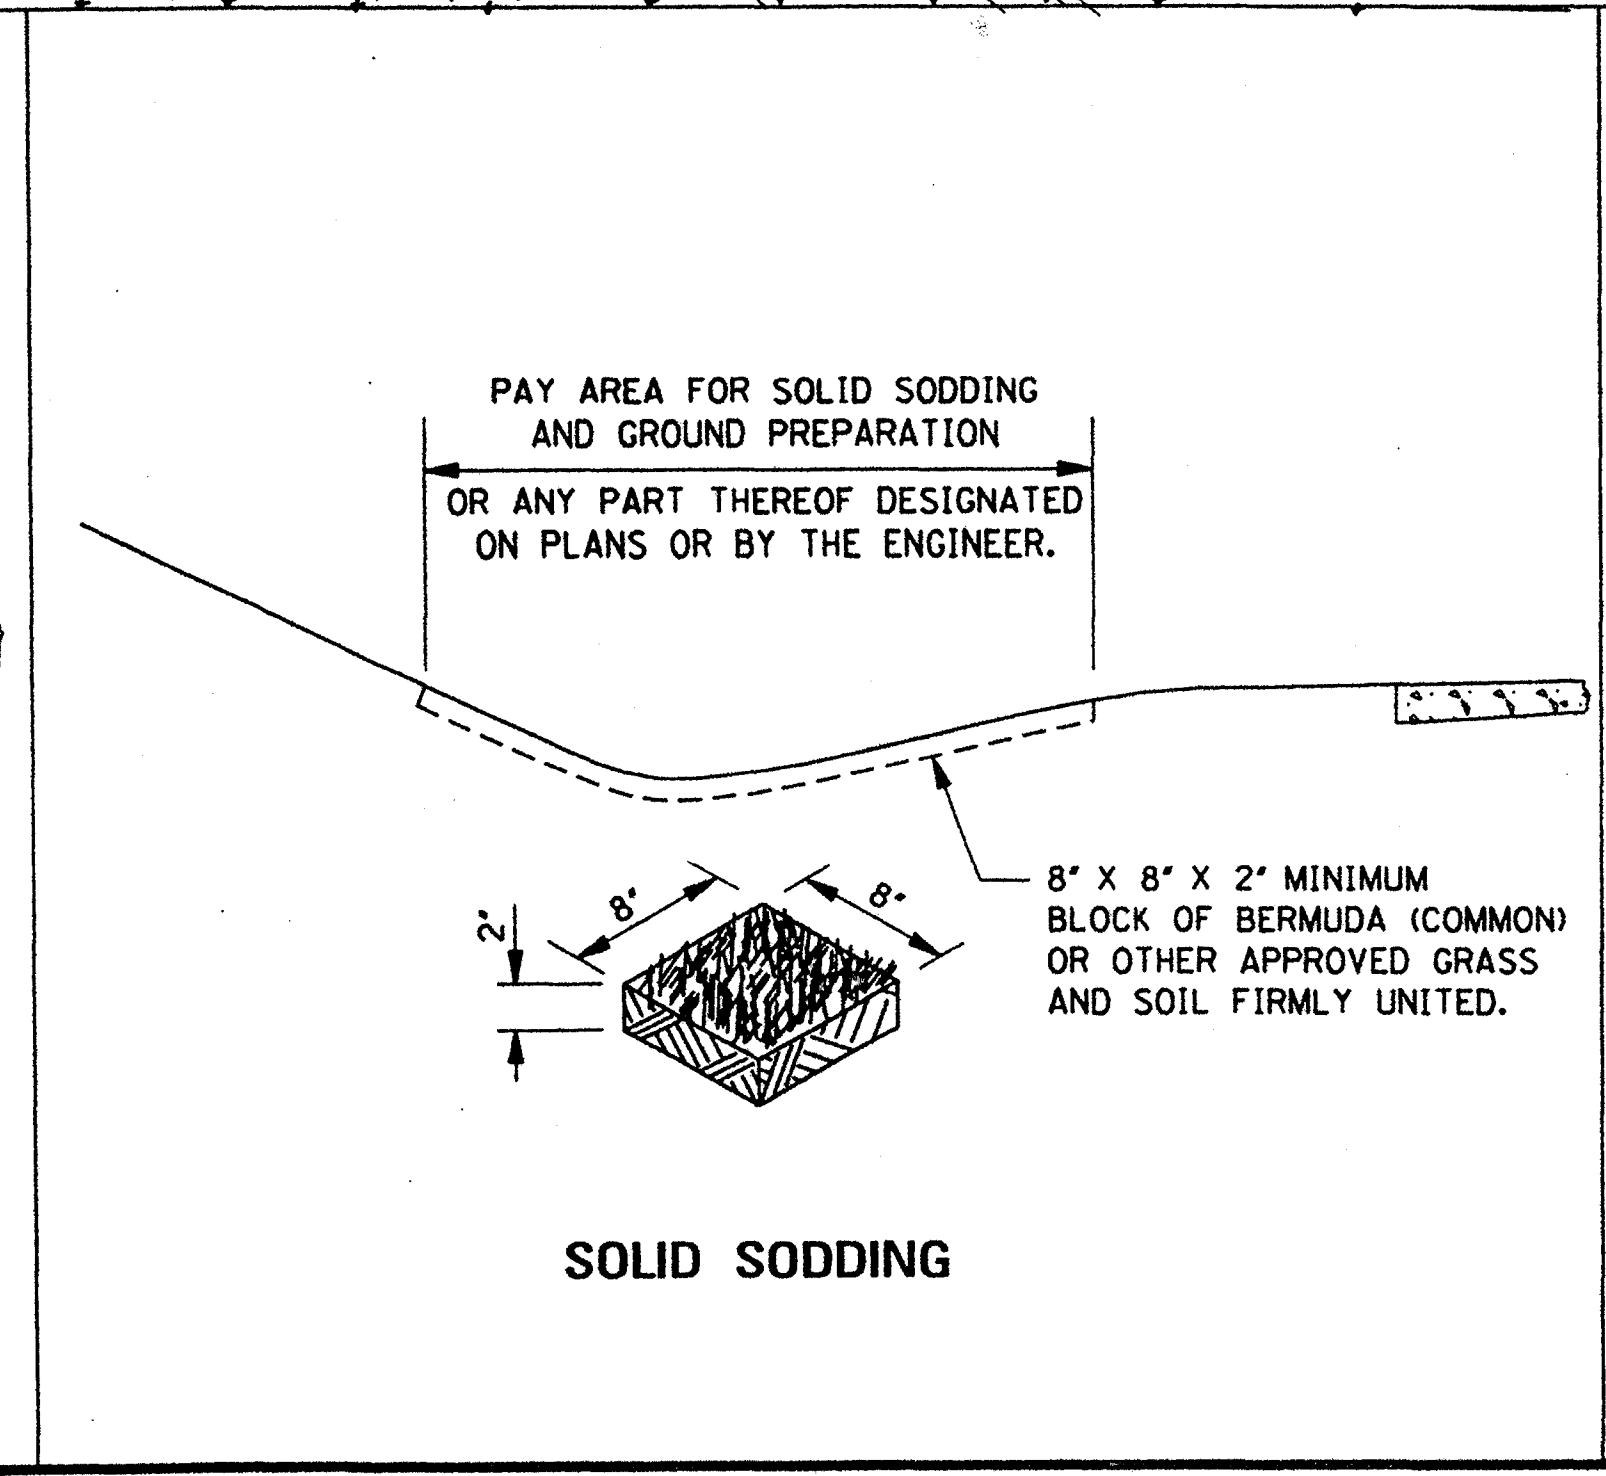 PAY AREA FOR SOLID SODDING
AND GROUND PREPARATION
OR ANY PART THEREOF DESIGNATED
ON PLANS OR BY THE ENGINEER.
8" X 8" X 2" MINIMUM
BLOCK OF BERMUDA (COMMON)
OR OTHER APPROVED GRASS
AND SOIL FIRMLY UNITED.
8"
8"
2"
SOLID SODDING